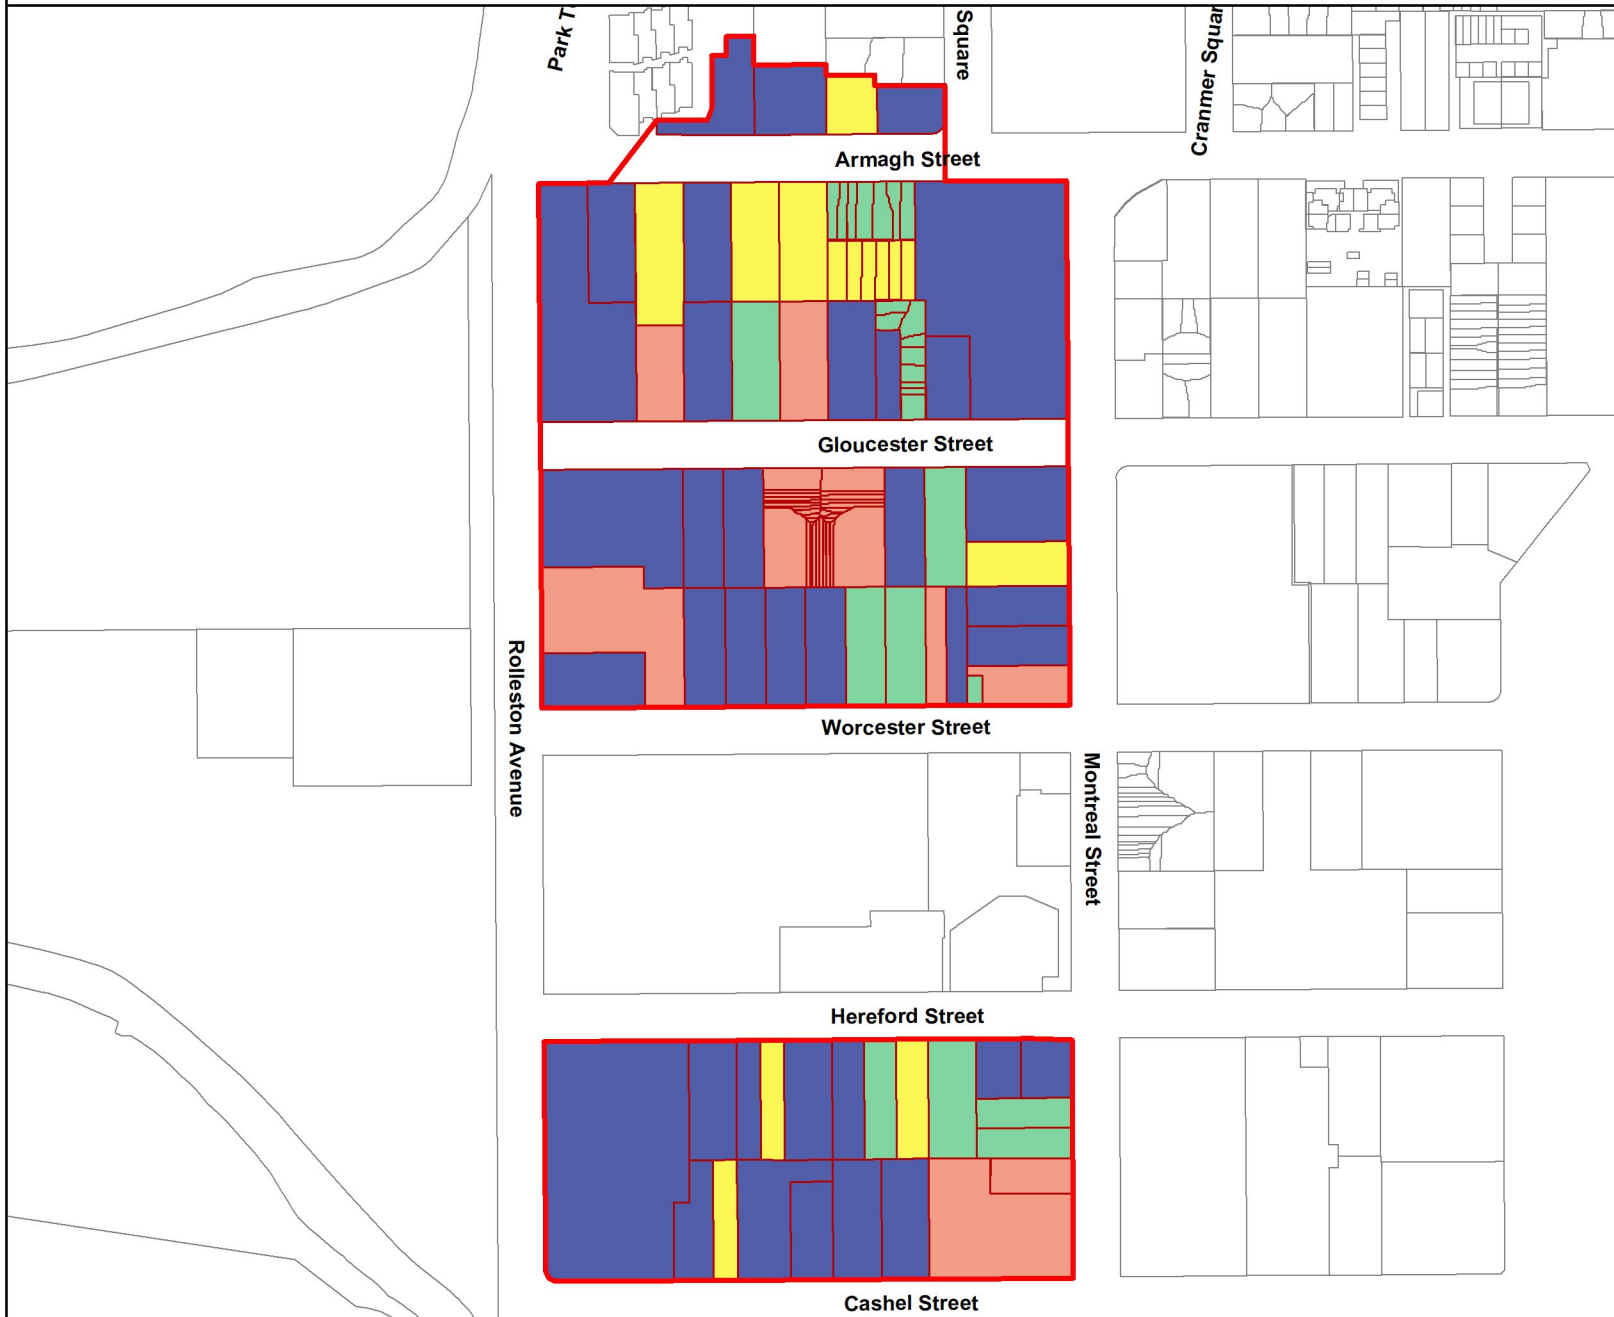 Park T
Square
Cranmer Squar
Armagh Street
Gloucester Street
Rolleston Avenue
Worcester Street
Montreal Street
Hereford Street
Cashel Street